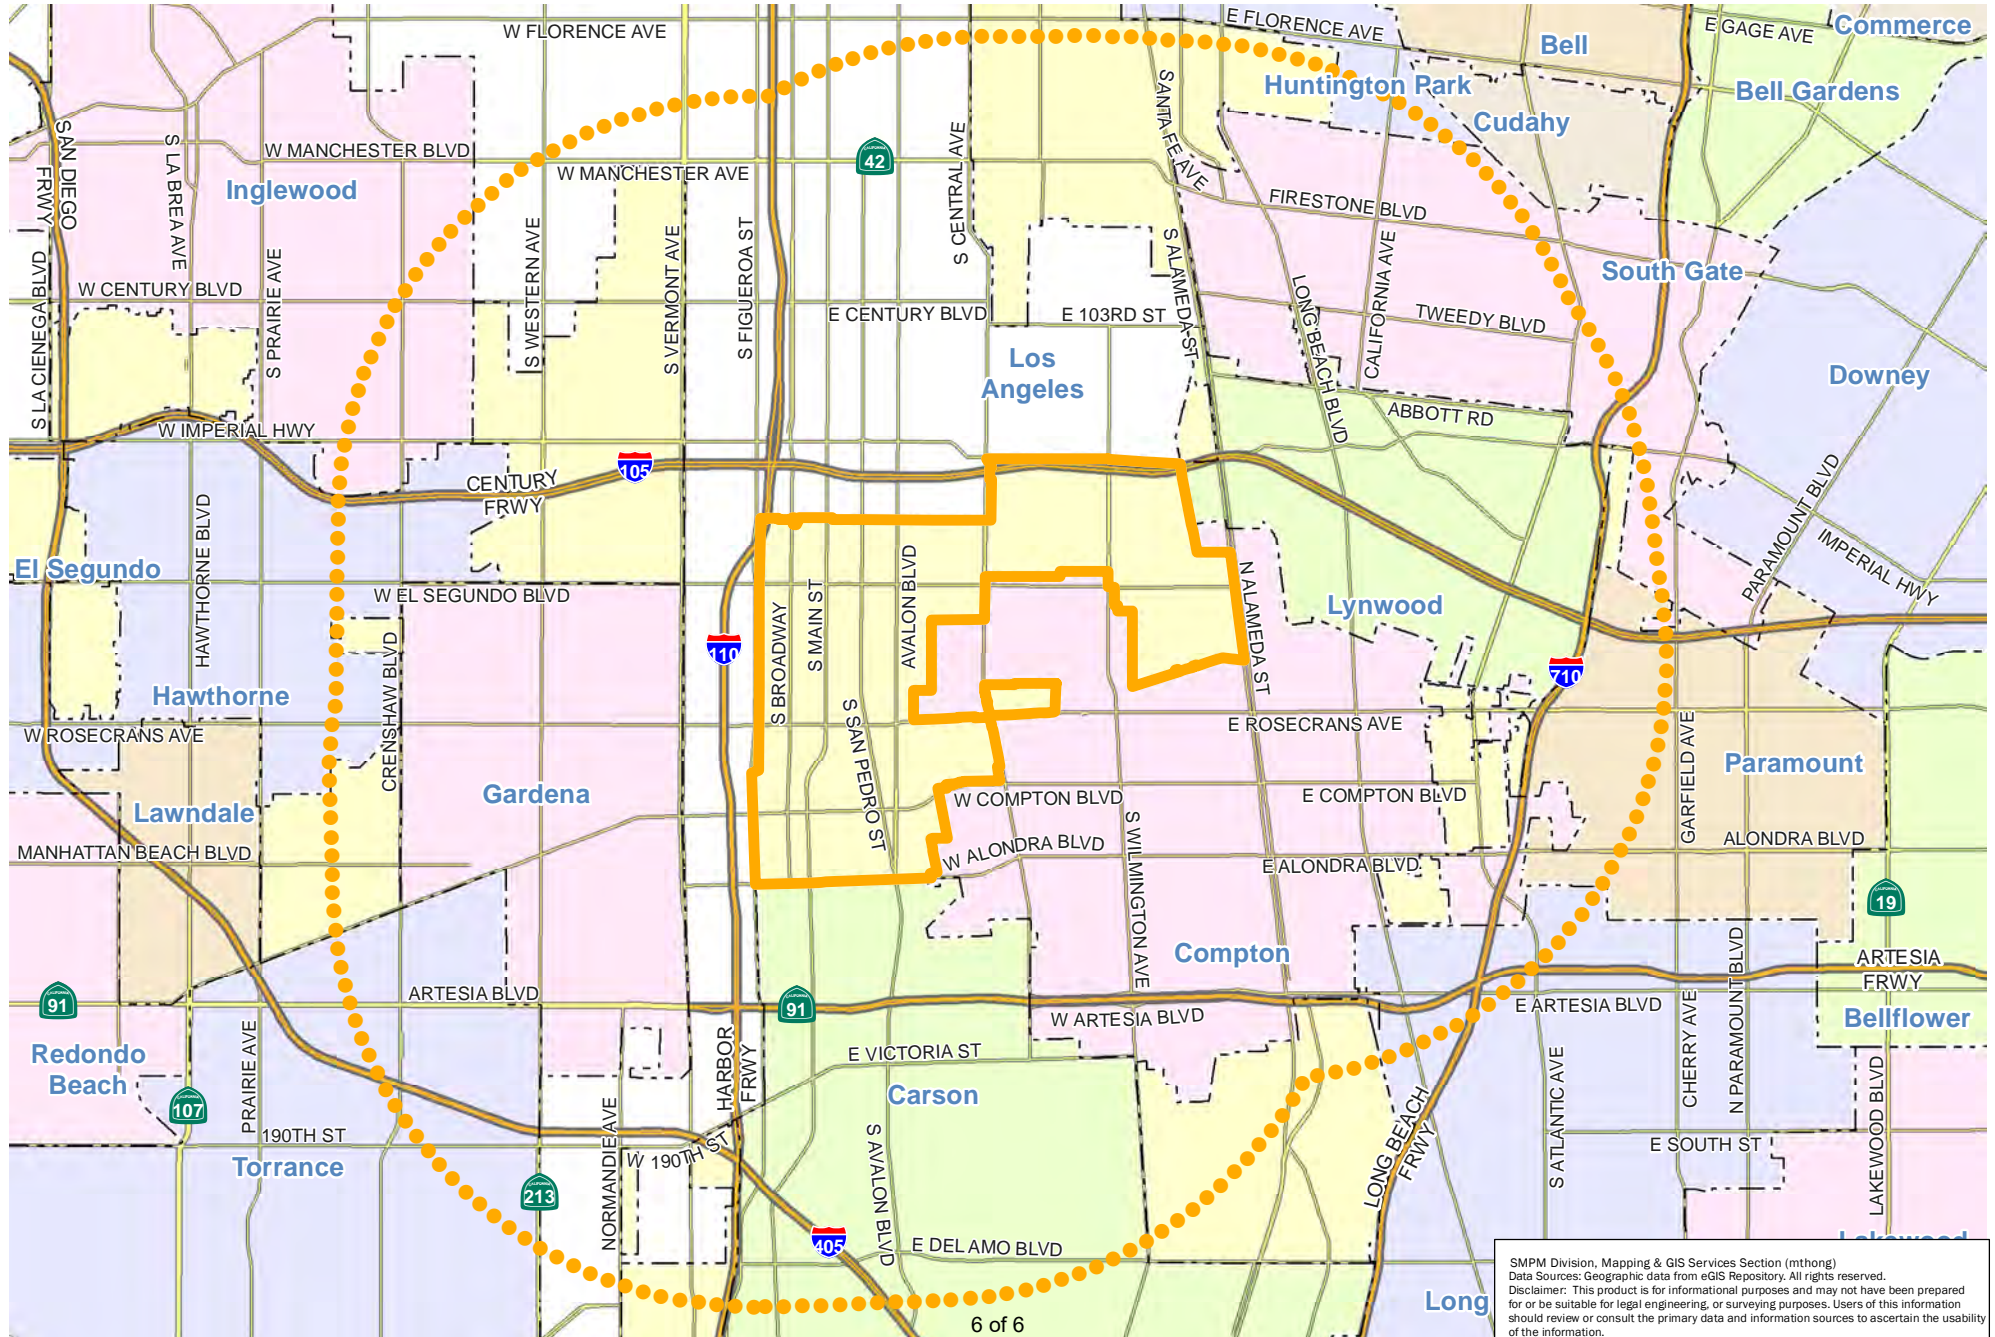 W FLORENCE AVE
E FLORENCE AVE
E GAGE AVE
Commerce
Bell
Huntington Park
Bell Gardens
Cudahy
SAN DIEGO
FRWY
S LA BREA AVE
W MANCHESTER BLVD
W MANCHESTER AVE
42
S CENTRAL AVE
S SANTA FE AVE
Inglewood
FIRESTONE BLVD
S WESTERN AVE
S VERMONT AVE
S FIGUEROA ST
S ALAMEDA ST
CALIFORNIA AVE
South Gate
S LA CIENEGA BLVD
S PRAIRIE AVE
W CENTURY BLVD
E CENTURY BLVD
E 103RD ST
LONG BEACH BLVD
TWEEDY BLVD
Los
Angeles
Downey
ABBOTT RD
W IMPERIAL HWY
105
CENTURY
FRWY
PARAMOUNT BLVD
IMPERIAL HWY
El Segundo
HAWTHORNE BLVD
W EL SEGUNDO BLVD
AVALON BLVD
S MAIN ST
S BROADWAY
N ALAMEDA ST
Lynwood
110
710
CRENSHAW BLVD
Hawthorne
S SAN PEDRO ST
W ROSECRANS AVE
E ROSECRANS AVE
GARFIELD AVE
Paramount
Gardena
W COMPTON BLVD
E COMPTON BLVD
Lawndale
S WILMINGTON AVE
MANHATTAN BEACH BLVD
W ALONDRA BLVD
E ALONDRA BLVD
ALONDRA BLVD
19
Compton
N PARAMOUNT BLVD
ARTESIA
FRWY
91
ARTESIA BLVD
91
W ARTESIA BLVD
E ARTESIA BLVD
Bellflower
Redondo
Beach
PRAIRIE AVE
HARBOR
FRWY
E VICTORIA ST
CHERRY AVE
S ATLANTIC AVE
LAKEWOOD BLVD
107
Carson
NORMANDIE AVE
LONG BEACH
FRWY
190TH ST
W 190TH ST
E SOUTH ST
Torrance
213
S AVALON BLVD
405
E DEL AMO BLVD
Lakewood
Long
6 of 6
SMPM Division, Mapping & GIS Services Section (mthong)
Data Sources: Geographic data from eGIS Repository. All rights reserved.
Disclaimer: This product is for informational purposes and may not have been prepared
for or be suitable for legal engineering, or surveying purposes. Users of this information
should review or consult the primary data and information sources to ascertain the usability
of the information.